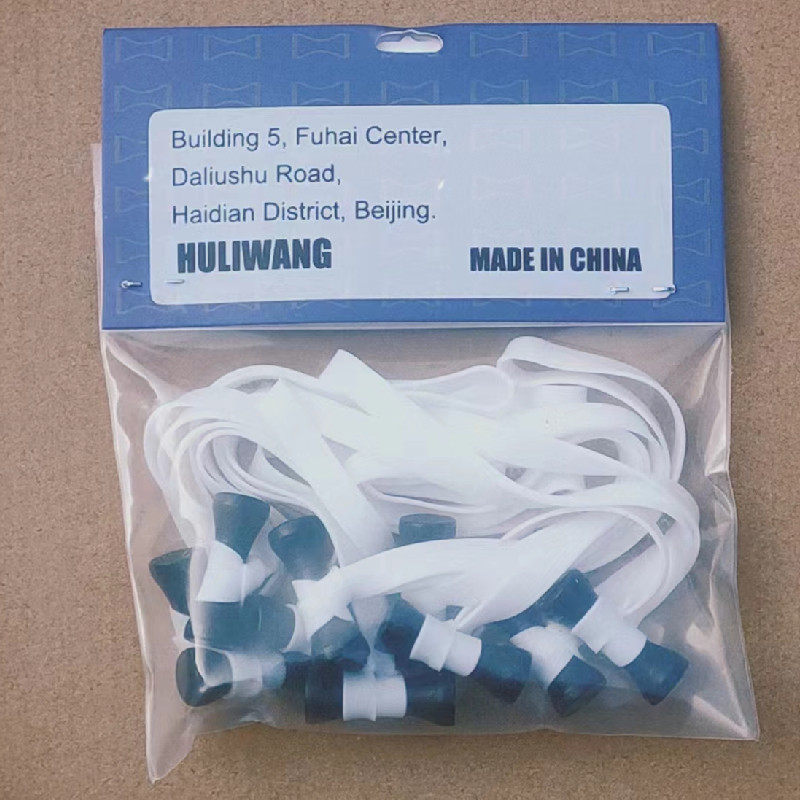 Building 5, Fuhai Center,
Daliushu Road,
Haidian District, Beijing.
HULIWANG MADE IN CHINA